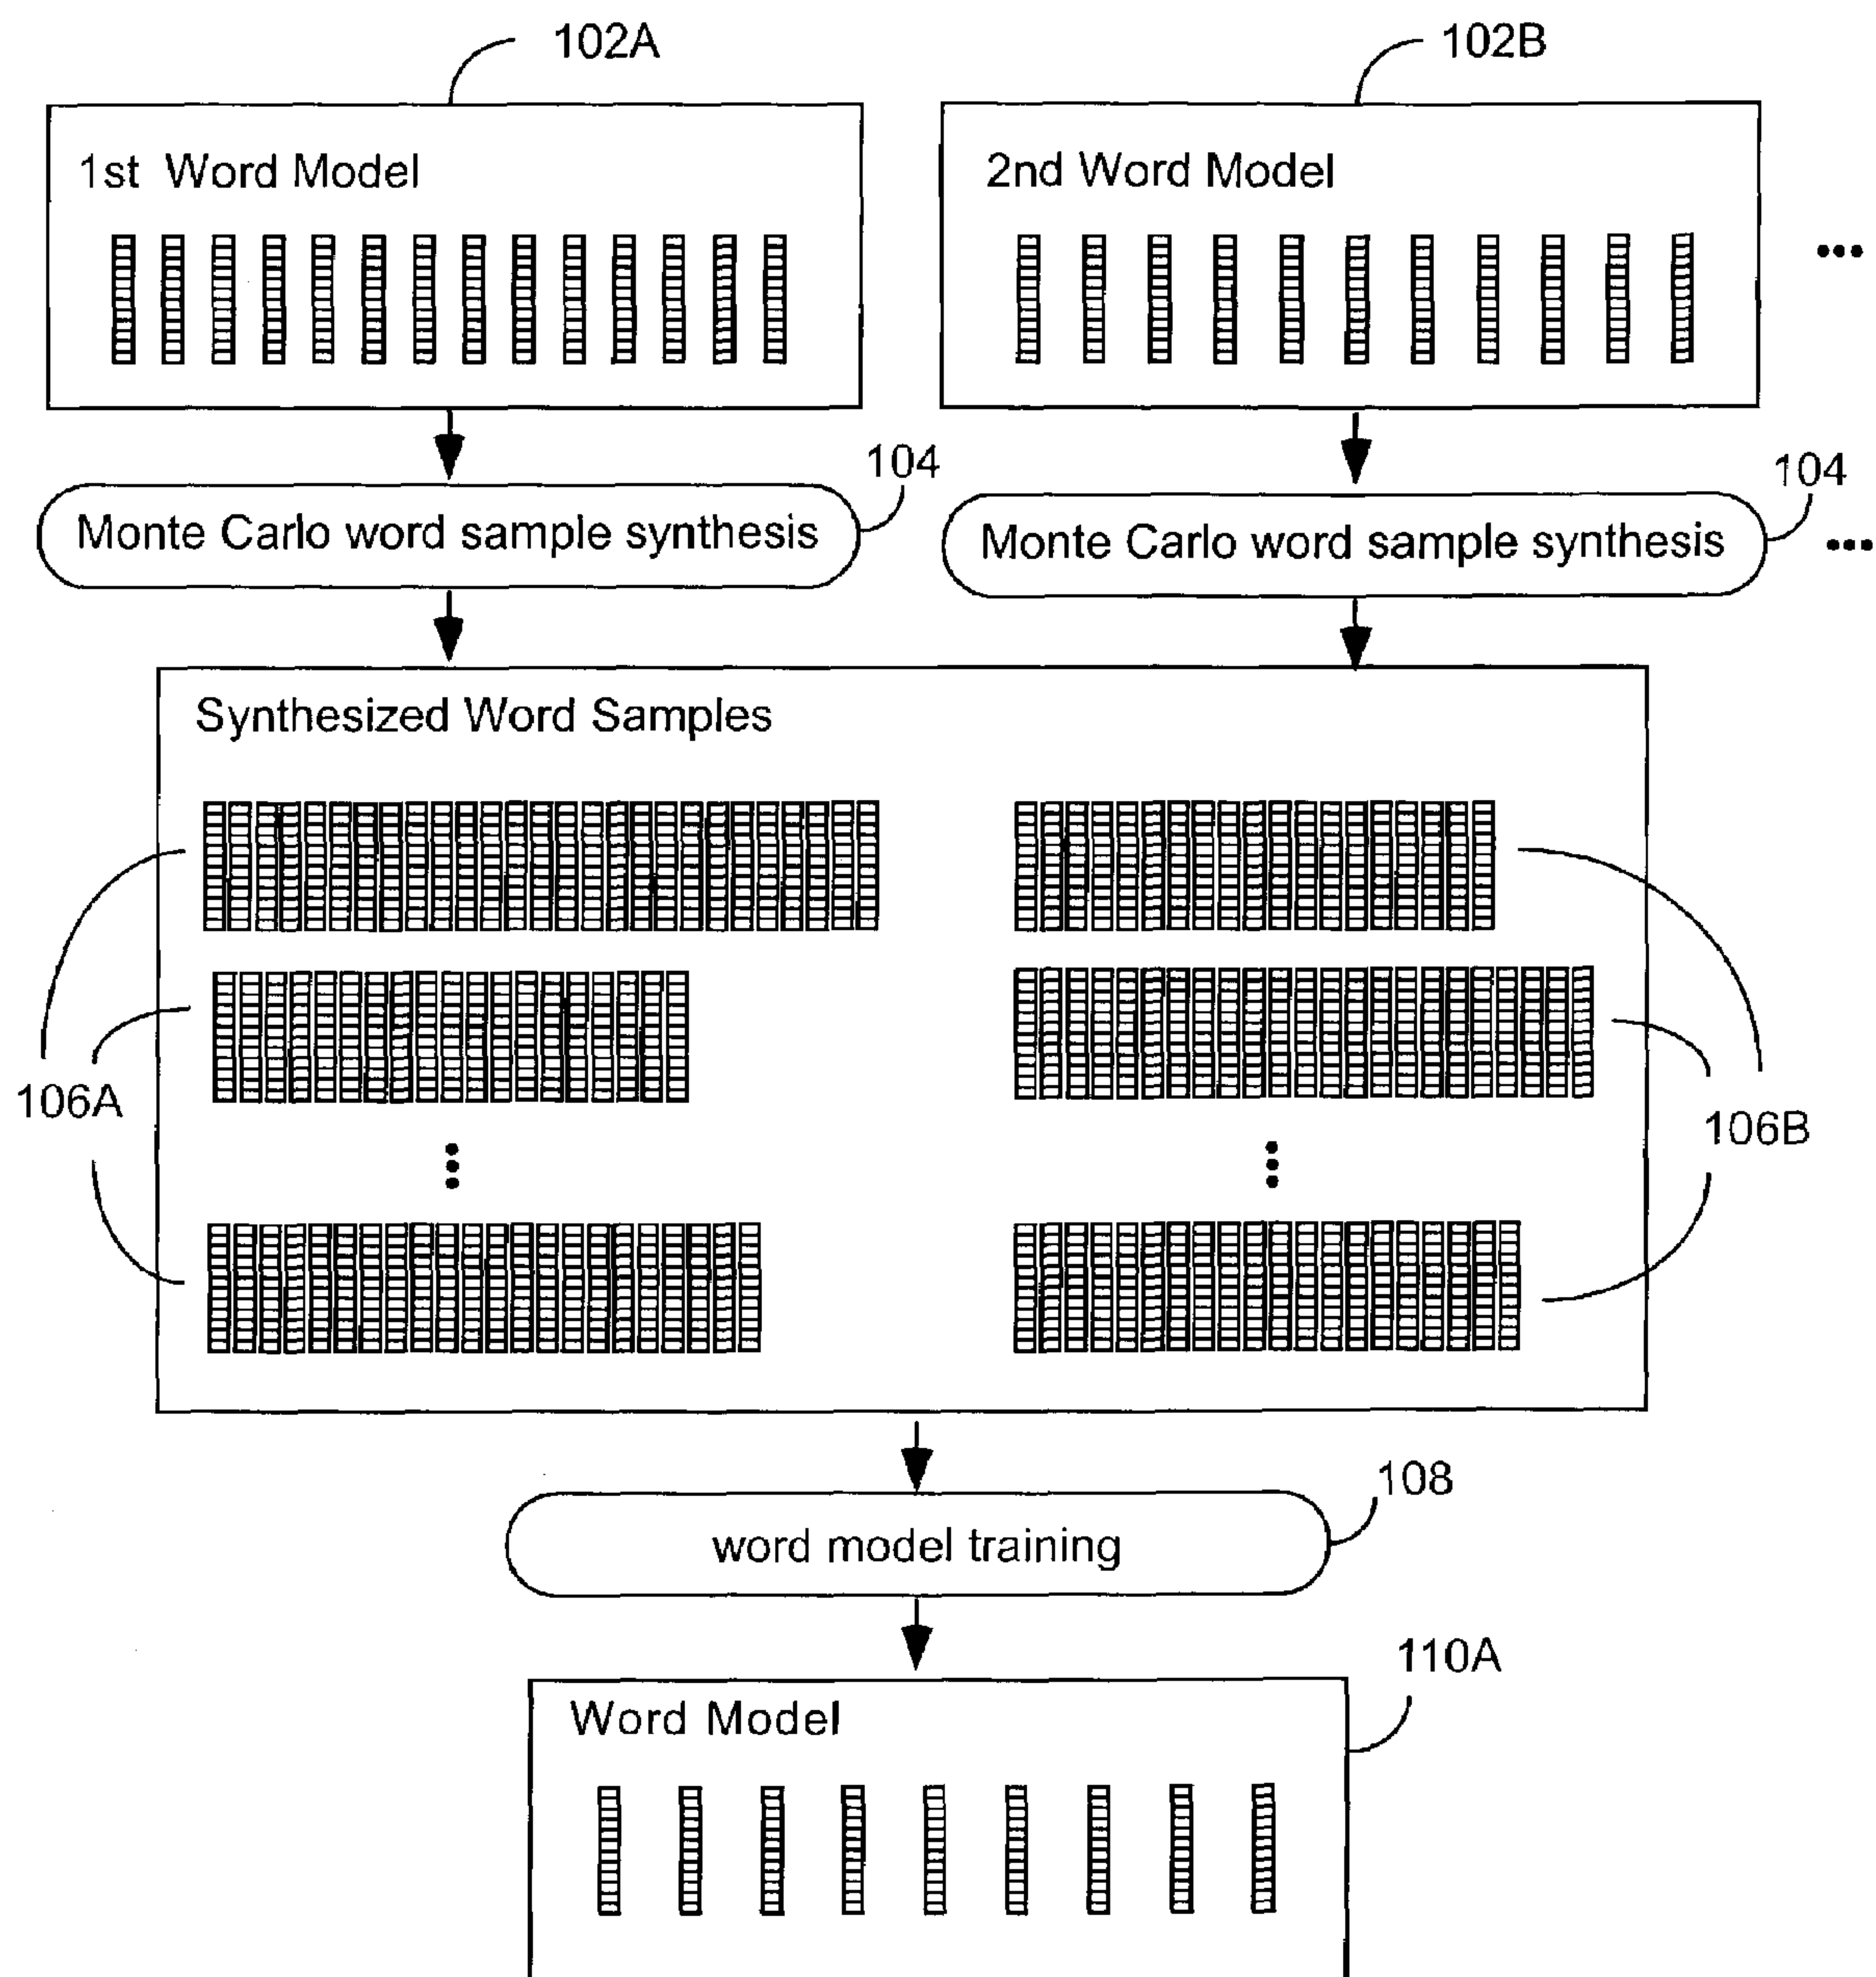 102A
102B
1st Word Model
2nd Word Model
...
104
104
Monte Carlo word sample synthesis
Monte Carlo word sample synthesis
...
Synthesized Word Samples
106A
106B
108
word model training
110A
Word Model